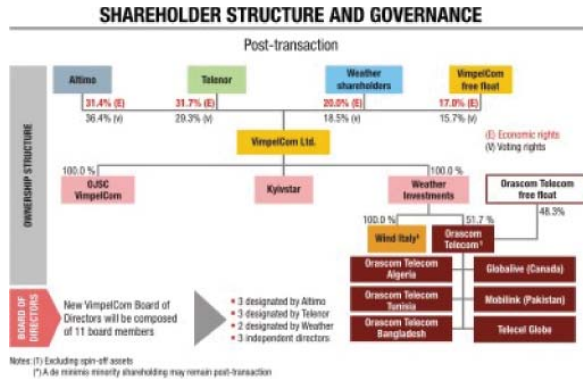 SHAREHOLDER STRUCTURE AND GOVERNANCE
Post-transaction
OWNERSHIP STRUCTURE
Altimo
Telenor
Weather
shareholders
VimpelCom
free float
31.4% (E)
36.4% (V)
31.7% (E)
29.3% (V)
20.0% (E)
18.5% (V)
17.0% (E)
15.7% (V)
VimpelCom Ltd.
(E) Economic rights
(V) Voting rights
100.0 %
100.0 %
OJSC
VimpelCom
Kyivstar
Weather
Investments
Orascom Telecom
free float
100.0 %
51.7 %
48.3%
Wind Italy¹
Orascom
Telecom¹
Orascom Telecom
Algeria
Globalive (Canada)
Orascom Telecom
Tunisia
Mobilink (Pakistan)
Orascom Telecom
Bangladesh
Telecel Globe
BOARD OF
DIRECTORS
New VimpelCom Board of
Directors will be composed
of 11 board members
• 3 designated by Altimo
• 3 designated by Telenor
• 2 designated by Weather
• 3 independent directors
Notes: (1) Excluding spin-off assets
(*) A de minimis minority shareholding may remain post-transaction